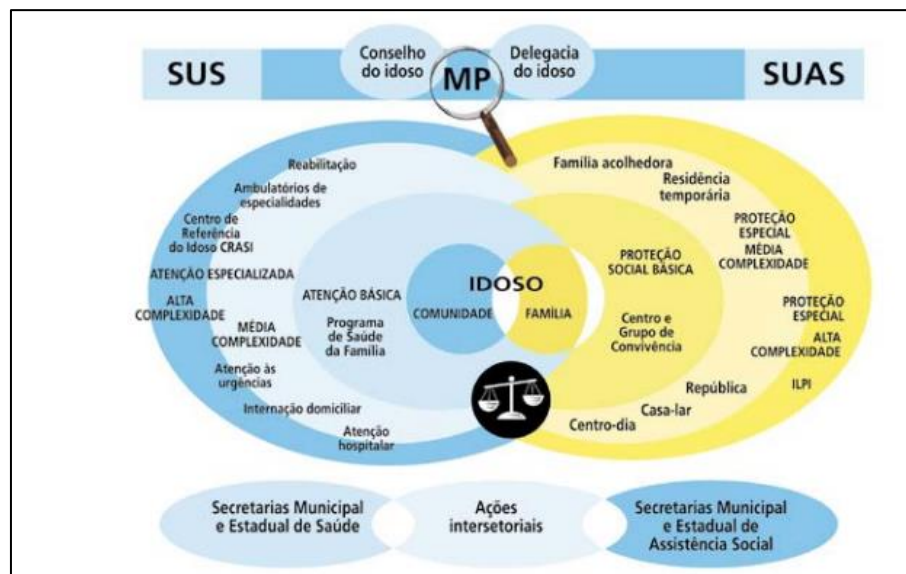 Conselho
do idoso
Delegacia
do idoso
SUS
MP
SUAS
Reabilitação
Ambulatórios de
especialidades
Centro de
Referência
do Idoso CRASI
ATENÇÃO ESPECIALIZADA
ALTA
COMPLEXIDADE
MÉDIA
COMPLEXIDADE
Atenção às
urgências
Internação domiciliar
Atenção
hospitalar
ATENÇÃO BÁSICA
Programa
de Saúde
da Família
IDOSO
COMUNIDADE
FAMÍLIA
Família acolhedora
Residência
temporária
PROTEÇÃO
ESPECIAL
MÉDIA
COMPLEXIDADE
PROTEÇÃO
SOCIAL BÁSICA
Centro e
Grupo de
Convivência
PROTEÇÃO
ESPECIAL
ALTA
COMPLEXIDADE
ILPI
República
Casa-lar
Centro-dia
Secretarias Municipal
e Estadual de Saúde
Ações
intersetoriais
Secretarias Municipal
e Estadual de
Assistência Social